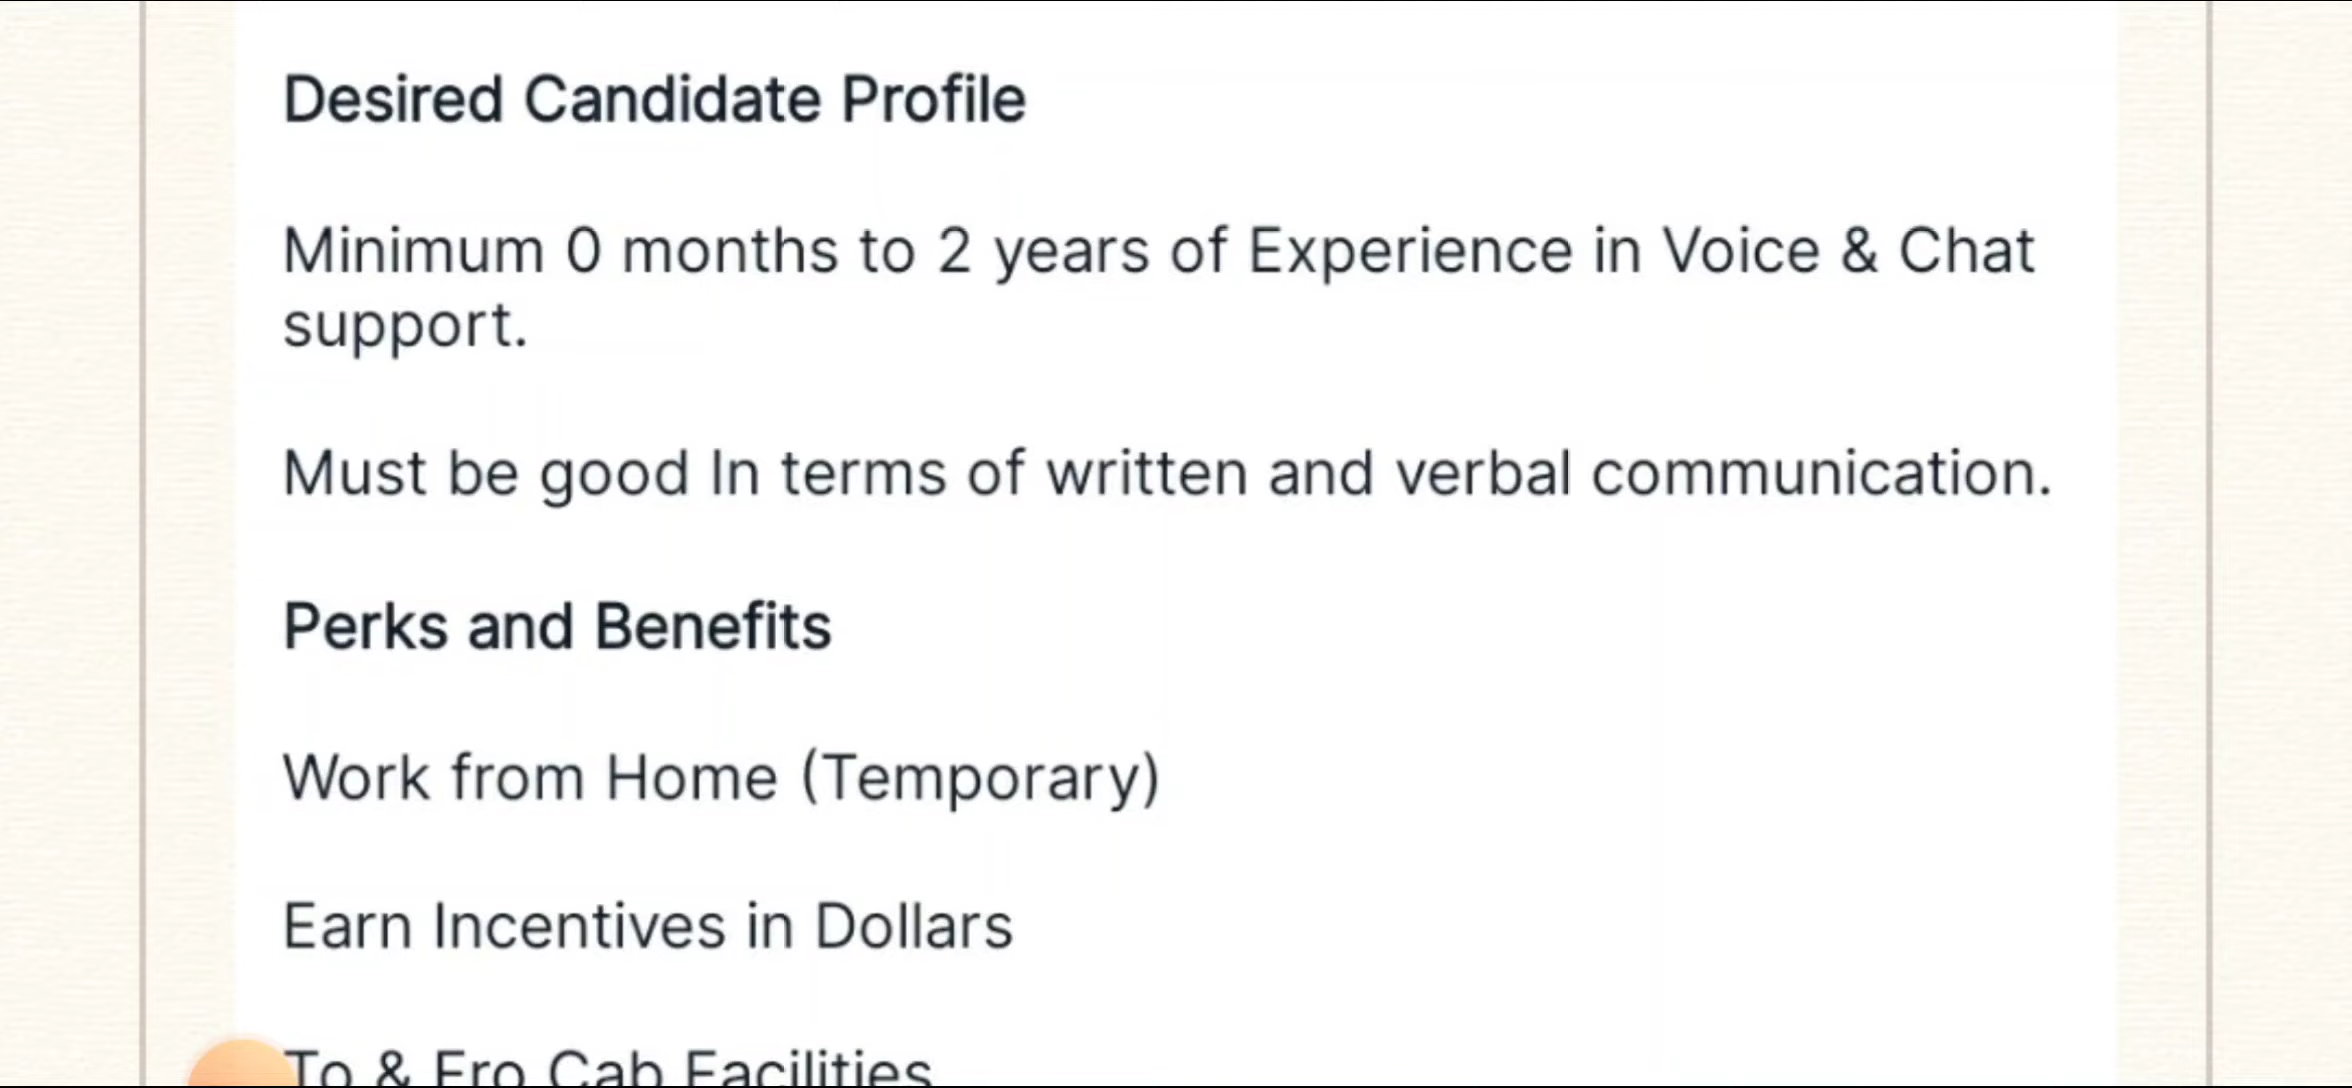 Desired Candidate Profile
Minimum 0 months to 2 years of Experience in Voice & Chat
support.
Must be good In terms of written and verbal communication.
Perks and Benefits
Work from Home (Temporary)
Earn Incentives in Dollars
To & Fro Cab Facilities